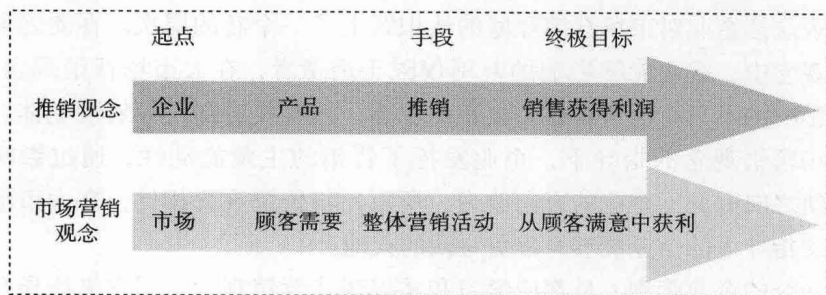 起点 手段 终极目标
推销观念 企业 产品 推销 销售获得利润
市场营销
观念 市场 顾客需要 整体营销活动 从顾客满意中获利